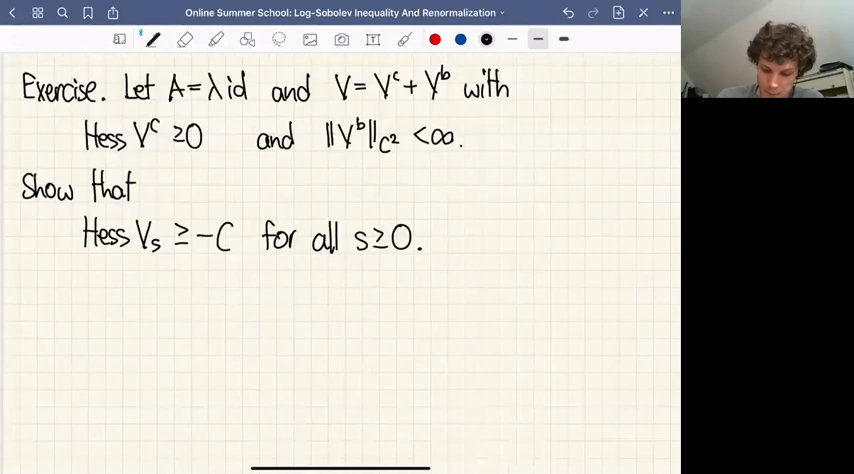 Online Summer School: Log-Sobolev Inequality And Renormalization
Exercise. Let A = λ id and V = V^c + V^b with
Hess V^c ≥ 0 and ||V^b||_{C^2} < ∞.
Show that
Hess V_s ≥ -C for all s ≥ 0.